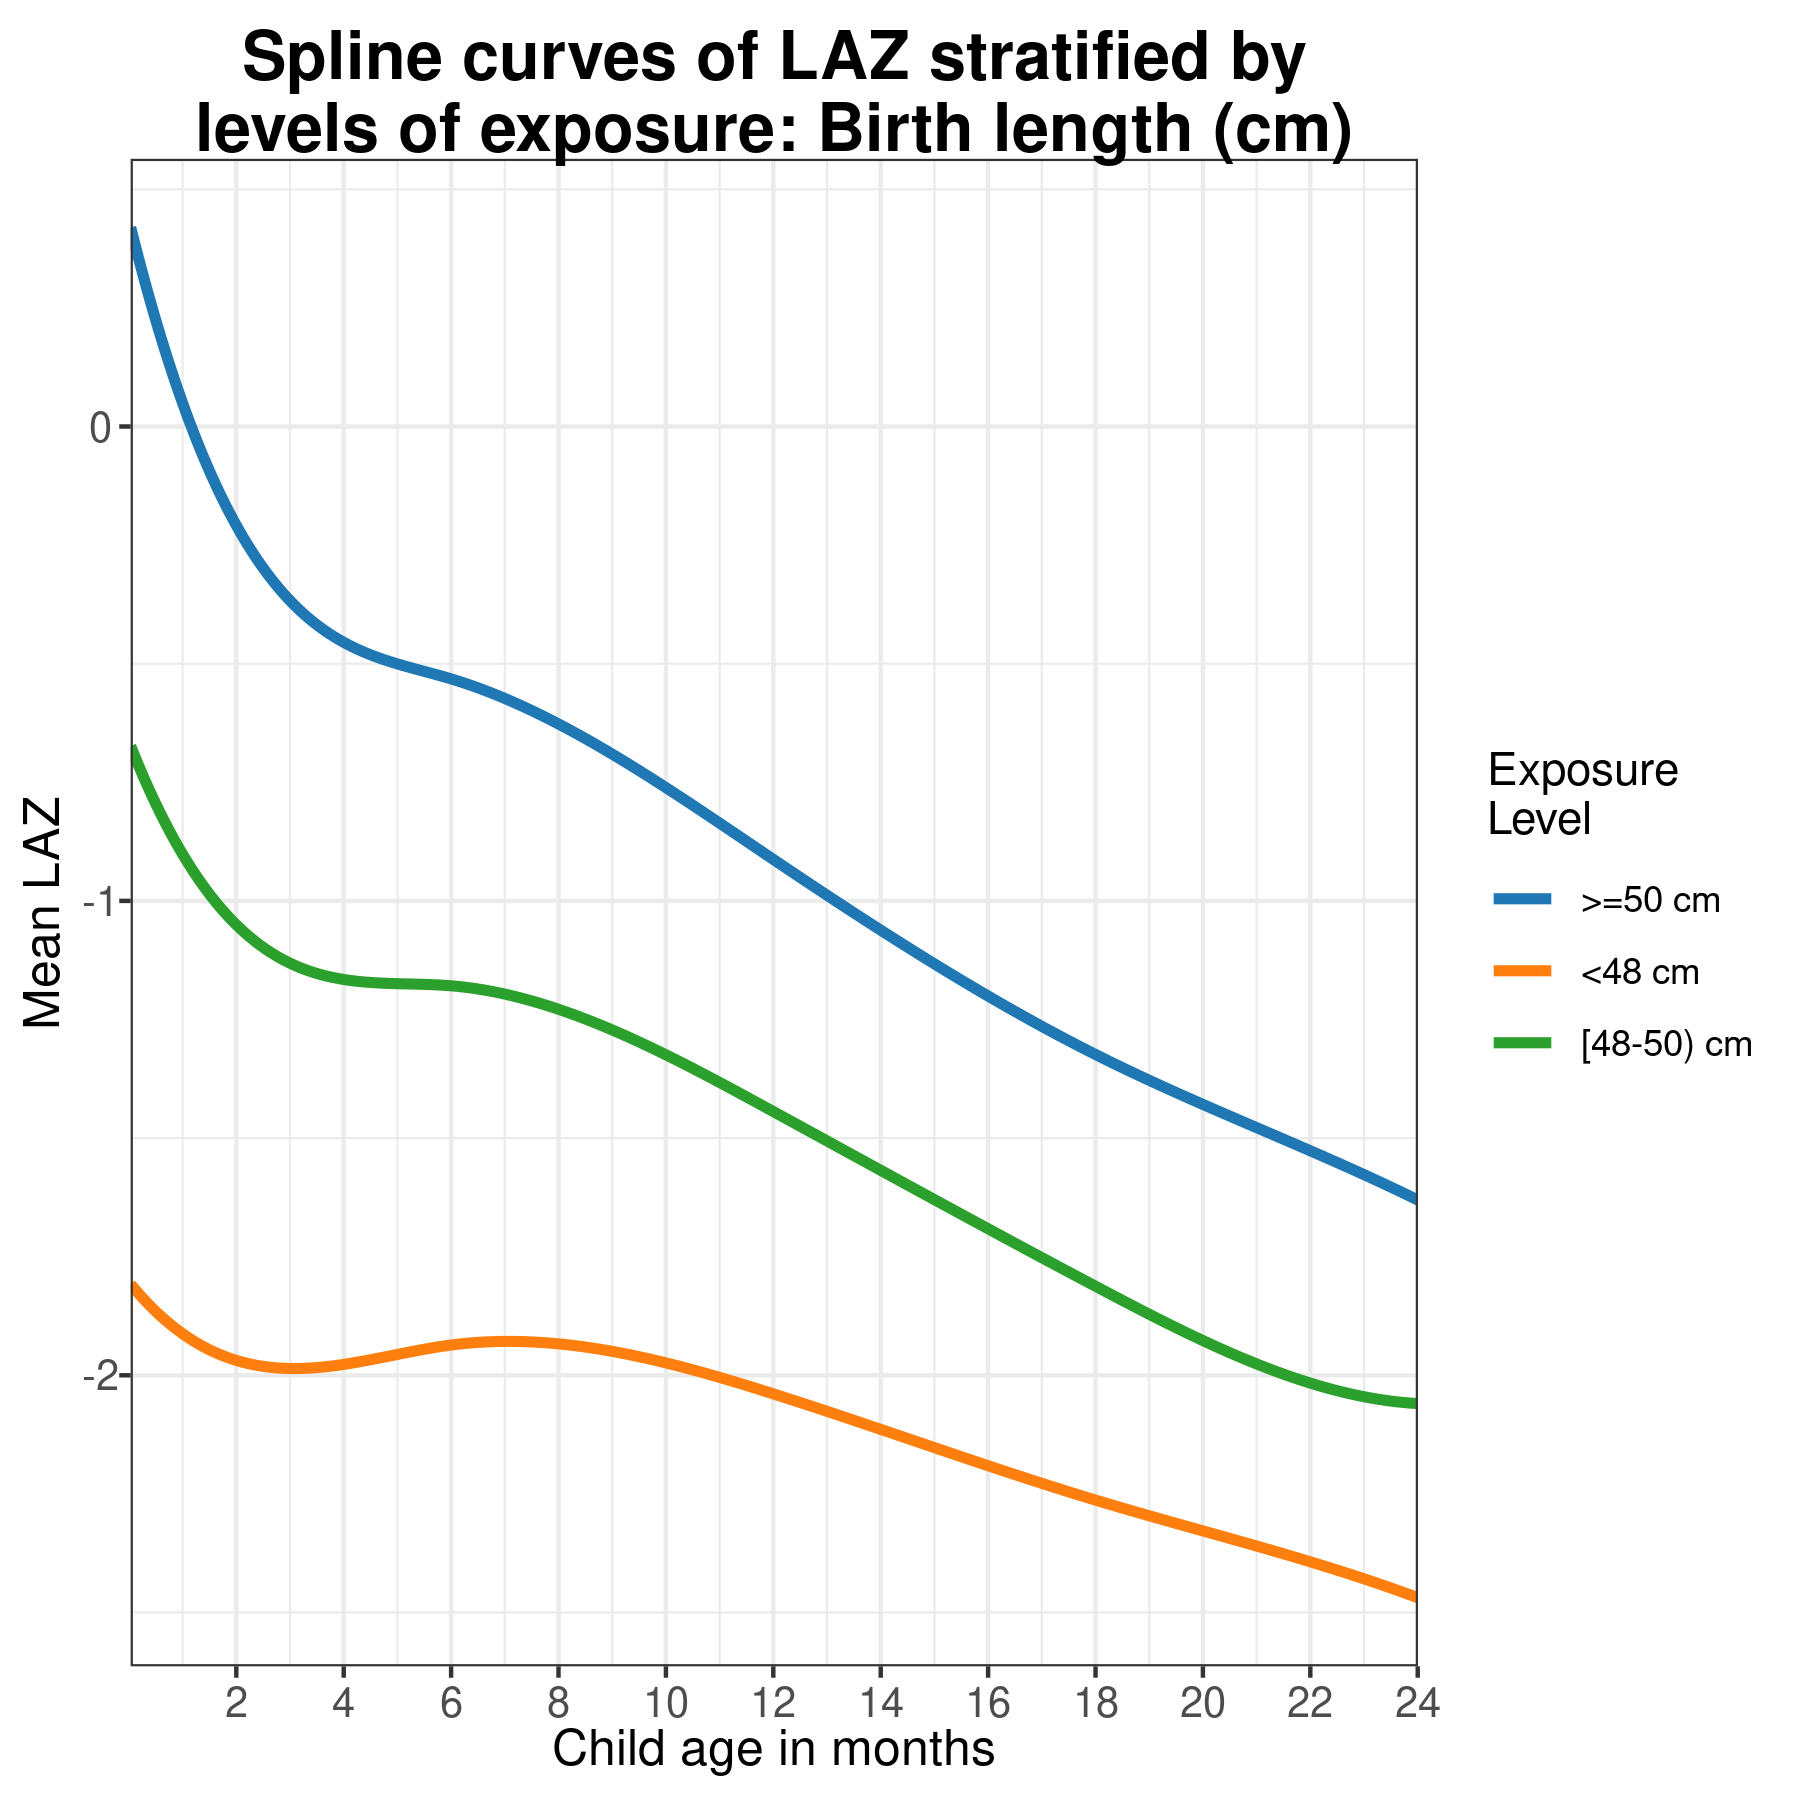 Spline curves of LAZ stratified by
levels of exposure: Birth length (cm)
Mean LAZ
0
-1
-2
2 4 6 8 10 12 14 16 18 20 22 24
Child age in months
Exposure
Level
>=50 cm
<48 cm
[48-50) cm